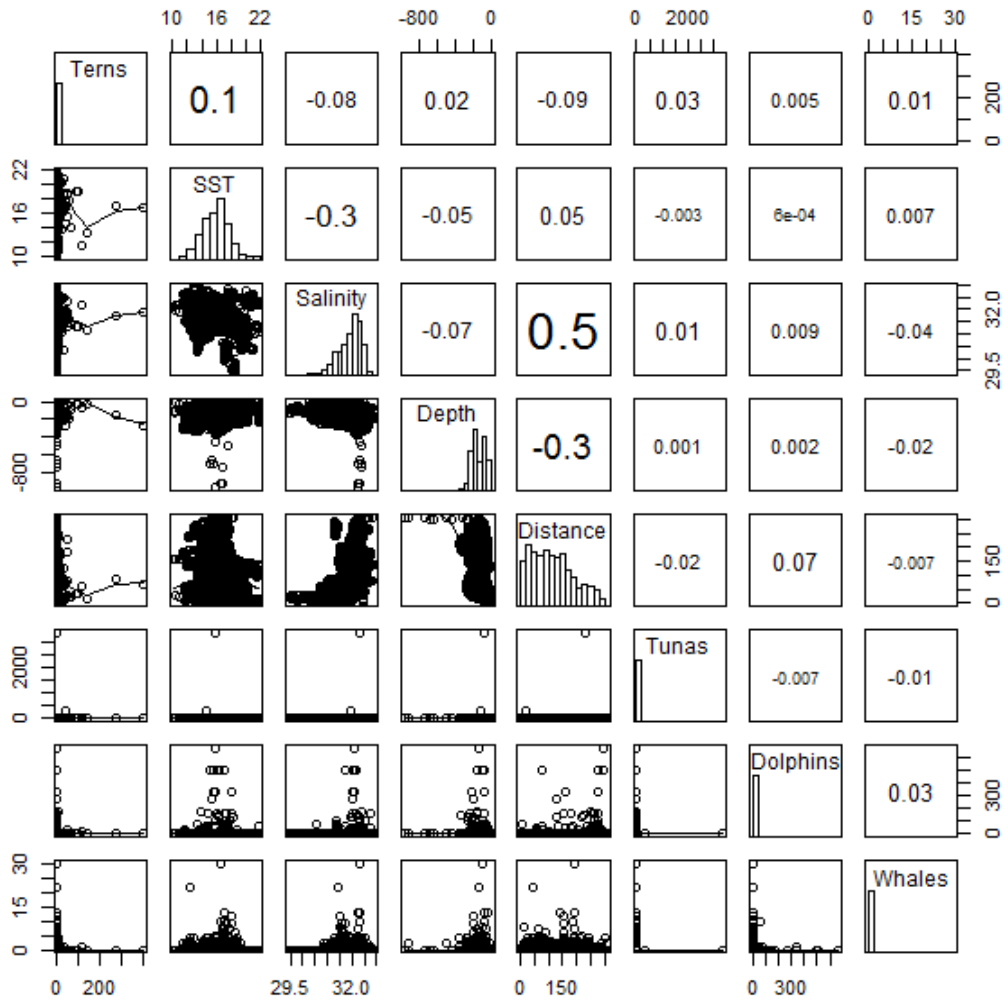 10 16 22 -800 0 0 2000 0 15 30
Terns 0.1 -0.08 0.02 -0.09 0.03 0.005 0.01 0 200
10 16 22 SST -0.3 -0.05 0.05 -0.003 6e-04 0.007
Salinity -0.07 0.5 0.01 0.009 -0.04 29.5 32.0
-800 0 Depth -0.3 0.001 0.002 -0.02
Distance -0.02 0.07 -0.007 0 150
0 2000 Tunas -0.007 -0.01
Dolphins 0.03 0 300
0 15 30 Whales
0 200 29.5 32.0 0 150 0 300